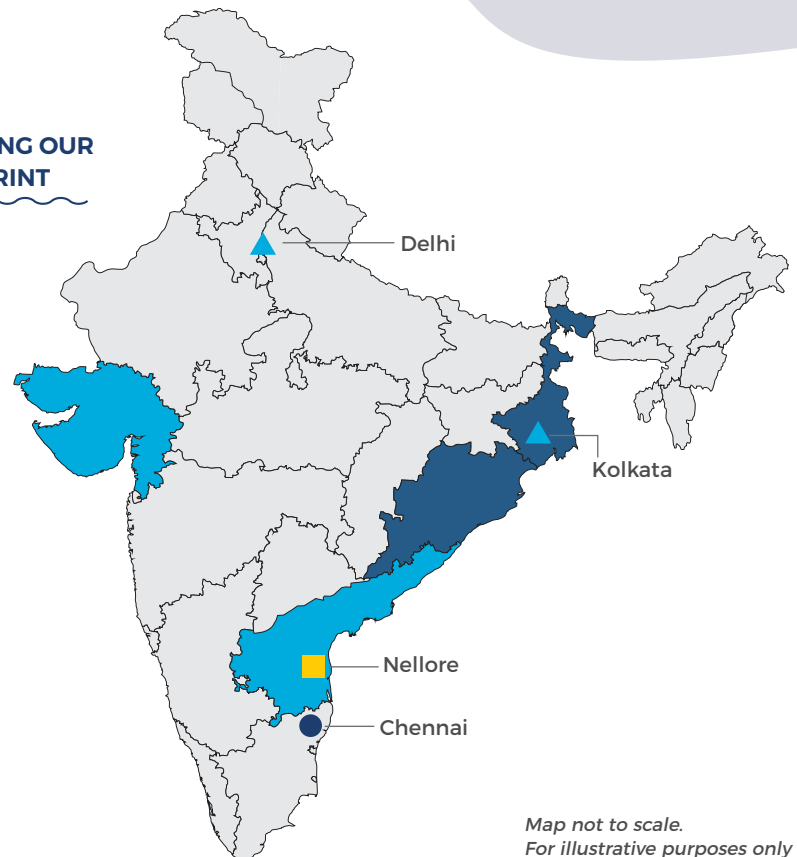 NG OUR
RINT
Delhi
Kolkata
Nellore
Chennai
Map not to scale.
For illustrative purposes only